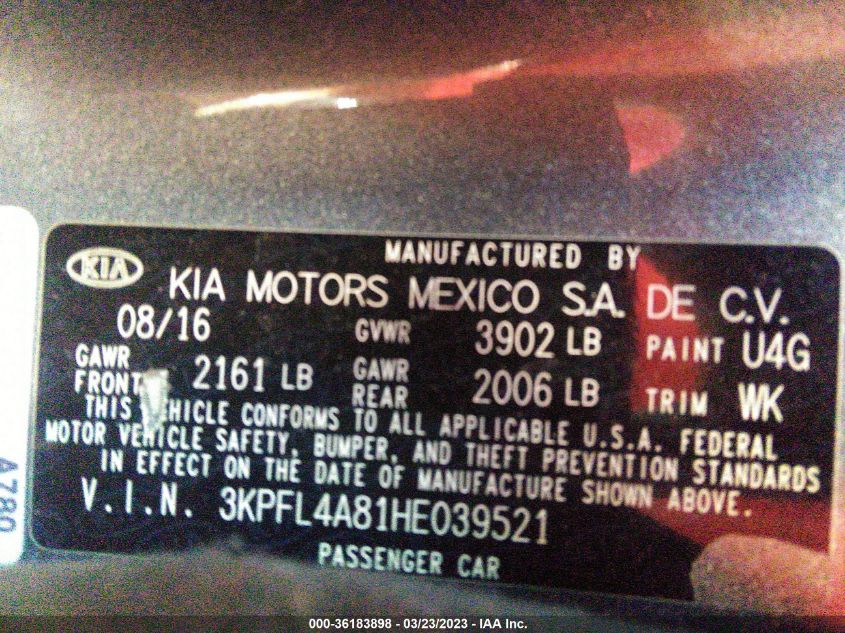 MANUFACTURED BY
KIA KIA MOTORS MEXICO S.A. DE C.V.
08/16 GVWR 3902 LB PAINT U4G
GAWR FRONT 2161 LB GAWR REAR 2006 LB TRIM WK
THIS VEHICLE CONFORMS TO ALL APPLICABLE U.S.A. FEDERAL
MOTOR VEHICLE SAFETY, BUMPER, AND THEFT PREVENTION STANDARDS
IN EFFECT ON THE DATE OF MANUFACTURE SHOWN ABOVE.
V.I.N. 3KPFL4A81HE039521
PASSENGER CAR
A780
000-36183898 - 03/23/2023 - IAA Inc.